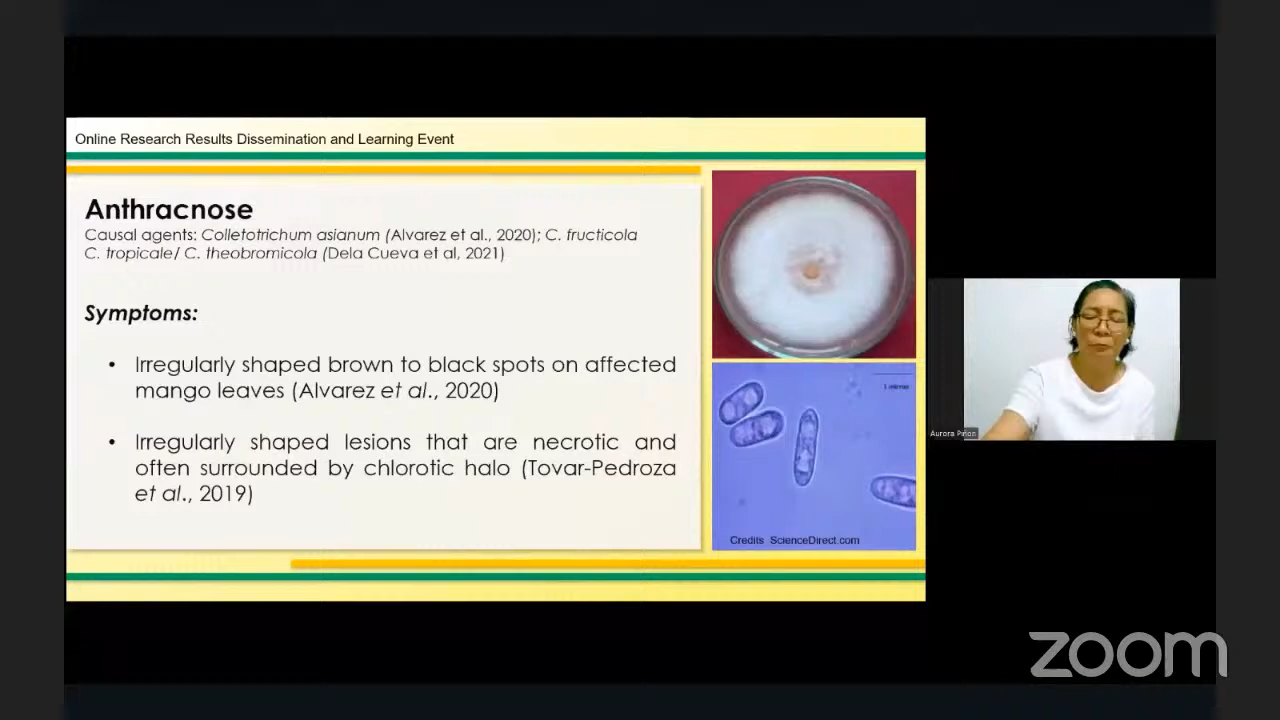 Online Research Results Dissemination and Learning Event
Anthracnose
Causal agents: Colletotrichum asianum (Alvarez et al., 2020); C. fructicola
C. tropicale/ C. theobromicola (Dela Cueva et al, 2021)
Symptoms:
• Irregularly shaped brown to black spots on affected
mango leaves (Alvarez et al., 2020)
• Irregularly shaped lesions that are necrotic and
often surrounded by chlorotic halo (Tovar-Pedroza
et al., 2019)
1 micras
Credits ScienceDirect.com
Aurora Piñon
zoom